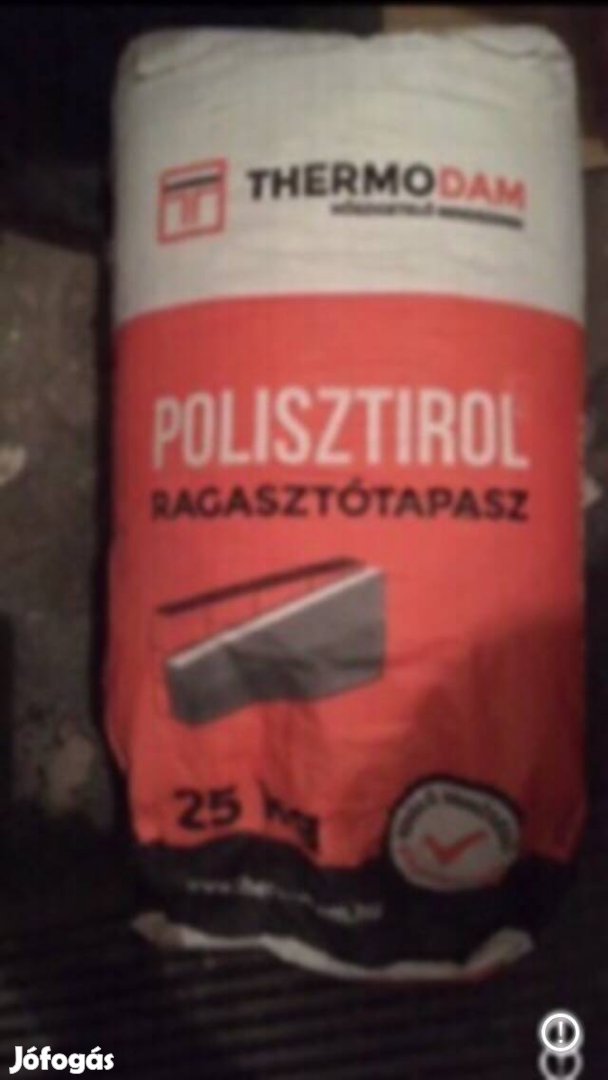 THERMODAM
POLISZTIROL
RAGASZTÓTAPASZ
25 kg
Jófogás